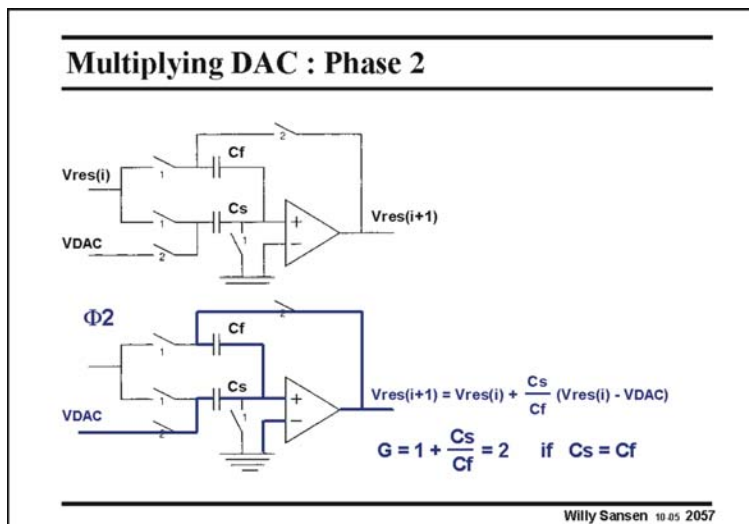 Multiplying DAC : Phase 2
2
Cf
Vres(i)
1
Cs
+
1
1
Vres(i+1)
VDAC
−
2
Φ2
2
Cf
1
Cs
Vres(i+1) = Vres(i) + Cs/Cf (Vres(i) - VDAC)
1
1
+
VDAC
−
2
G = 1 + Cs/Cf = 2 if Cs = Cf
Willy Sansen 10-05 2057